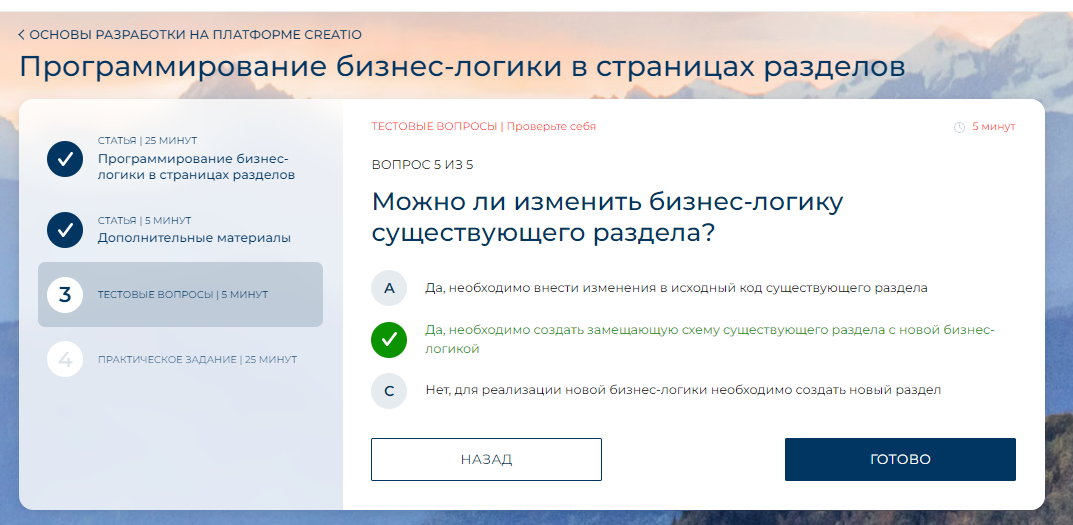 < ОСНОВЫ РАЗРАБОТКИ НА ПЛАТФОРМЕ CREATIO
Программирование бизнес-логики в страницах разделов
СТАТЬЯ | 25 МИНУТ
Программирование бизнес-
логики в страницах разделов
СТАТЬЯ | 5 МИНУТ
Дополнительные материалы
3 ТЕСТОВЫЕ ВОПРОСЫ | 5 МИНУТ
4 ПРАКТИЧЕСКОЕ ЗАДАНИЕ | 25 МИНУТ
ТЕСТОВЫЕ ВОПРОСЫ | Проверьте себя
5 минут
ВОПРОС 5 ИЗ 5
Можно ли изменить бизнес-логику
существующего раздела?
A Да, необходимо внести изменения в исходный код существующего раздела
Да, необходимо создать замещающую схему существующего раздела с новой бизнес-
логикой
C Нет, для реализации новой бизнес-логики необходимо создать новый раздел
НАЗАД
ГОТОВО